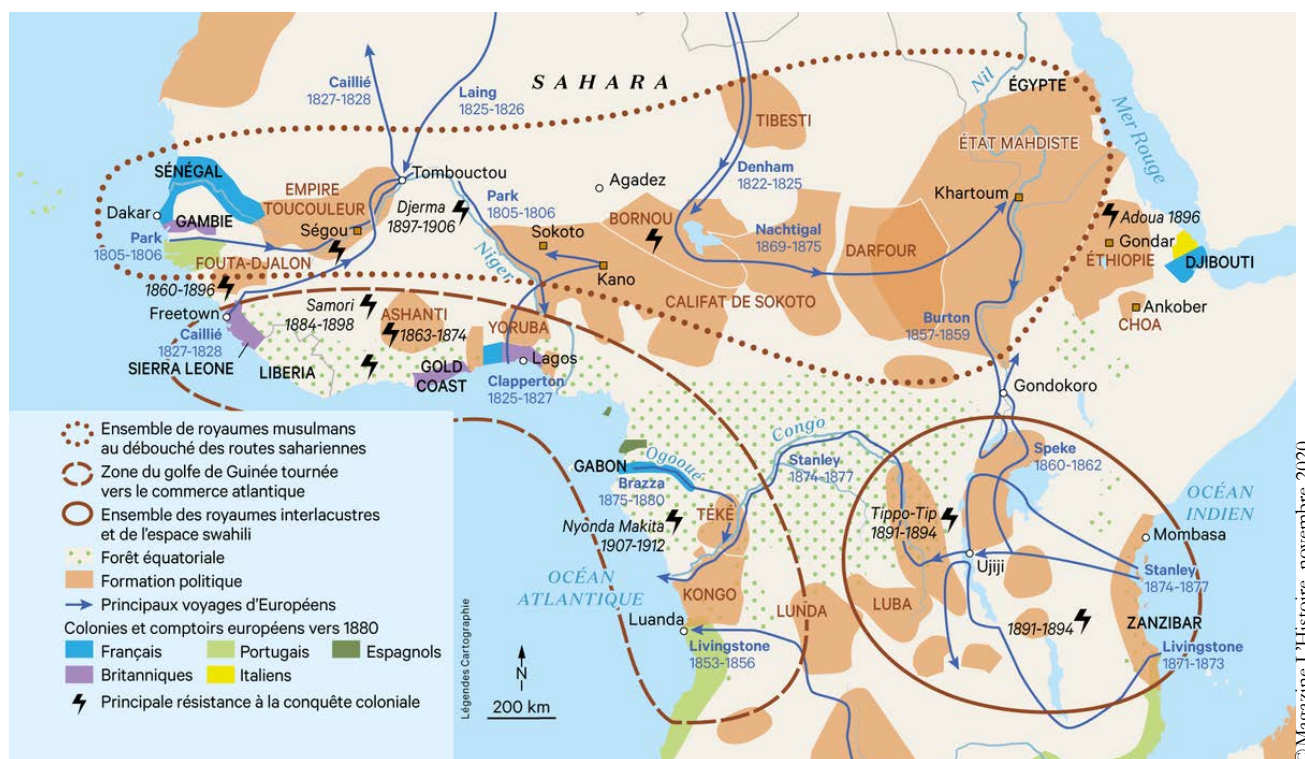 SAHARA
Caillié
1827-1828
Laing
1825-1826
Nil
ÉGYPTE
Mer Rouge
TIBESTI
ÉTAT MAHDISTE
SÉNÉGAL
Dakar
GAMBIE
EMPIRE
TOUCOULEUR
Tombouctou
Ségou
Park
1805-1806
FOUTA-DJALON
Djerma
1897-1906
Park
1805-1806
Agadez
Sokoto
Niger
BORNOU
Kano
Denham
1822-1825
Nachtigal
1869-1875
DARFOUR
CALIFAT DE SOKOTO
Khartoum
Adoua 1896
Gondar
ÉTHIOPIE
DJIBOUTI
Ankober
CHOA
1860-1896
Freetown
Caillié
1827-1828
SIERRA LEONE
LIBERIA
Samori
1884-1898
ASHANTI
1863-1874
GOLD
COAST
YORUBA
Lagos
Clapperton
1825-1827
Burton
1857-1859
Gondokoro
Speke
1860-1862
GABON
Ogooué
Brazza
1875-1880
Congo
Stanley
1874-1877
TÉKÉ
Nyonda Makita
1907-1912
Tippo-Tip
1891-1894
Ujiji
OCÉAN
INDIEN
Mombasa
Stanley
1874-1877
ZANZIBAR
1891-1894
Livingstone
1871-1873
OCÉAN
ATLANTIQUE
KONGO
Luanda
LUNDA
LUBA
Livingstone
1853-1856
Ensemble de royaumes musulmans
au débouché des routes sahariennes
Zone du golfe de Guinée tournée
vers le commerce atlantique
Ensemble des royaumes interlacustres
et de l'espace swahili
Forêt équatoriale
Formation politique
Principaux voyages d'Européens
Colonies et comptoirs européens vers 1880
Français
Portugais
Espagnols
Britanniques
Italiens
Principale résistance à la conquête coloniale
Légendes Cartographie
N
200 km
©Magazine L'Histoire, novembre 2020